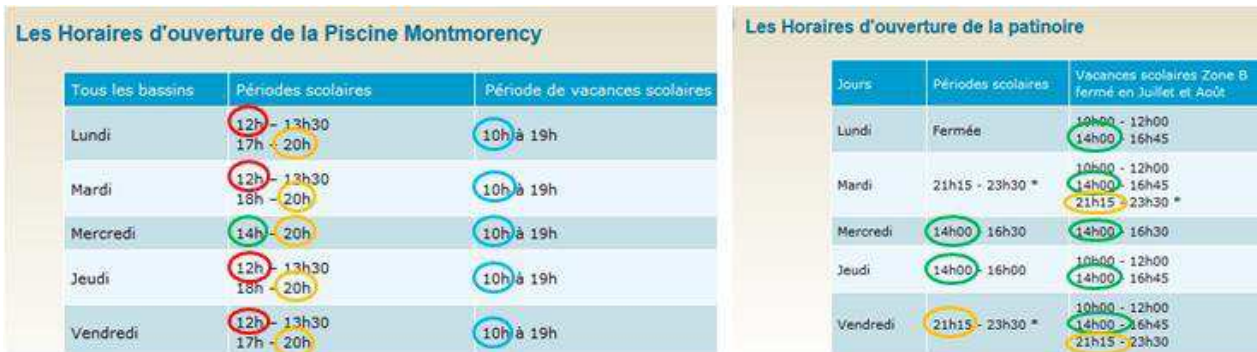 Les Horaires d'ouverture de la Piscine Montmorency
Tous les bassins Périodes scolaires Période de vacances scolaires
Lundi 12h - 13h30 10h à 19h
17h - 20h
Mardi 12h - 13h30 10h à 19h
18h - 20h
Mercredi 14h - 20h 10h à 19h
Jeudi 12h - 13h30 10h à 19h
18h - 20h
Vendredi 12h - 13h30 10h à 19h
17h - 20h
Les Horaires d'ouverture de la patinoire
Jours Périodes scolaires Vacances scolaires Zone B
fermé en Juillet et Août
Lundi Fermée 10h00 - 12h00
14h00 - 16h45
Mardi 21h15 - 23h30 * 10h00 - 12h00
14h00 - 16h45
21h15 - 23h30 *
Mercredi 14h00 - 16h30 14h00 - 16h30
Jeudi 14h00 - 16h00 10h00 - 12h00
14h00 - 16h45
Vendredi 21h15 - 23h30 * 10h00 - 12h00
14h00 - 16h45
21h15 - 23h30